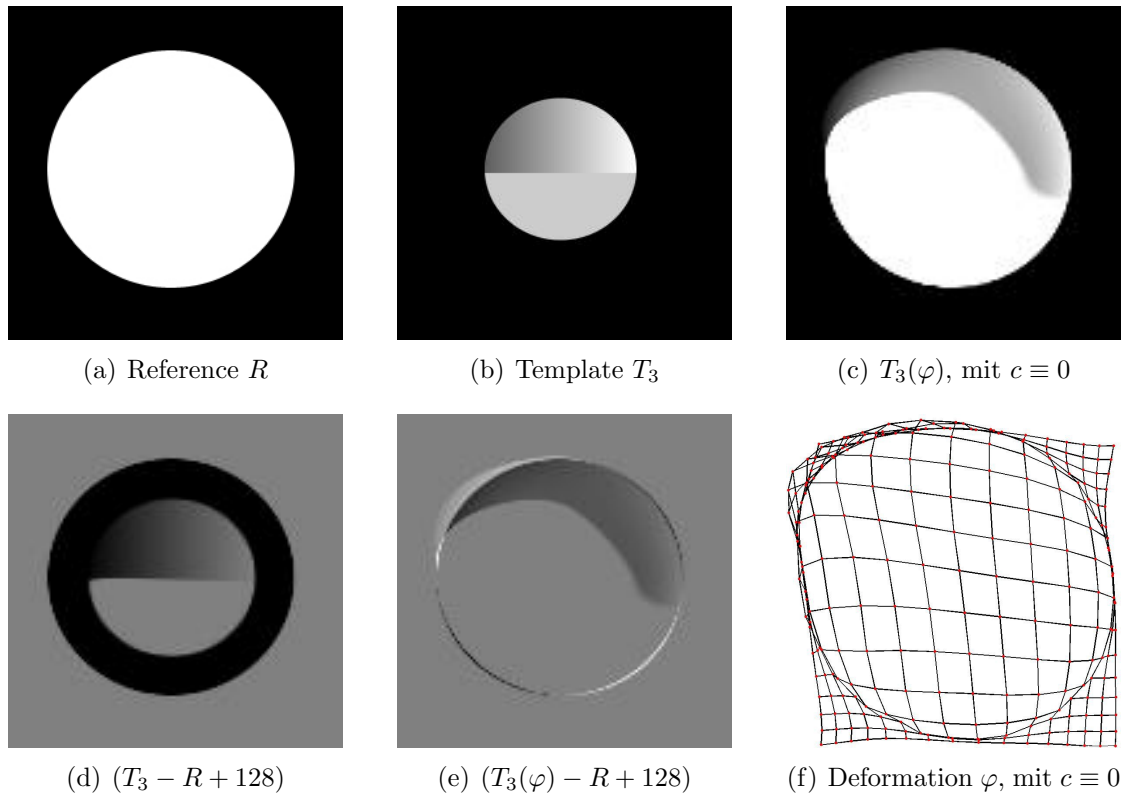 (a) Reference R
(b) Template T₃
(c) T₃(φ), mit c ≡ 0
(d) (T₃ − R + 128)
(e) (T₃(φ) − R + 128)
(f) Deformation φ, mit c ≡ 0